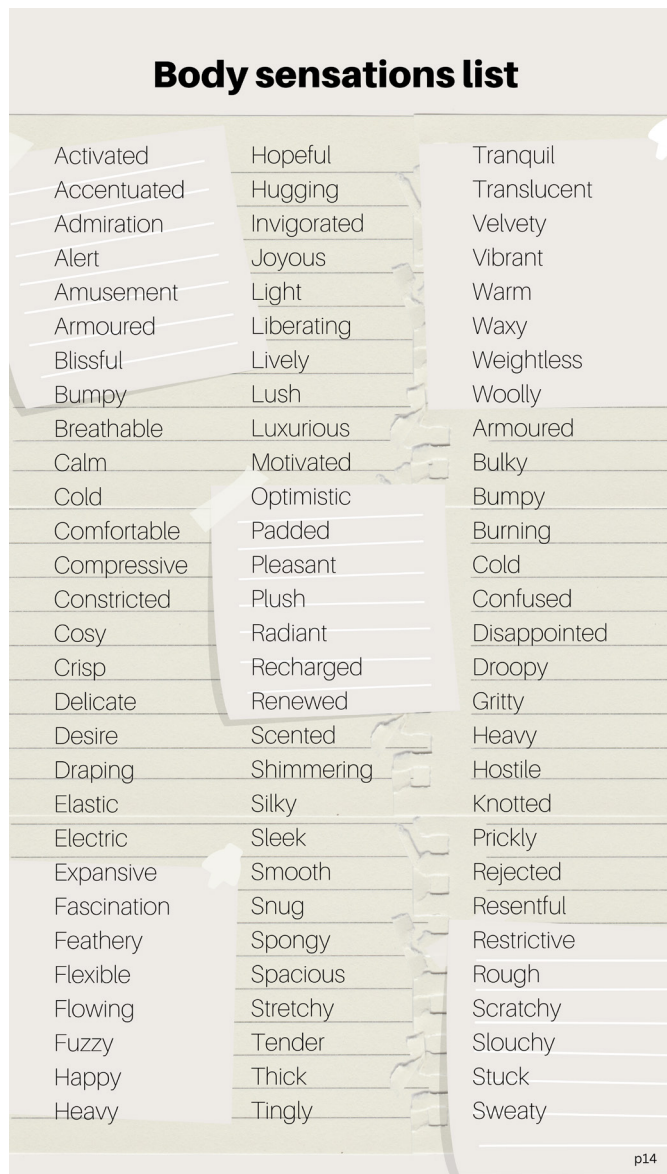 Body sensations list
Activated
Accentuated
Admiration
Alert
Amusement
Armoured
Blissful
Bumpy
Breathable
Calm
Cold
Comfortable
Compressive
Constricted
Cosy
Crisp
Delicate
Desire
Draping
Elastic
Electric
Expansive
Fascination
Feathery
Flexible
Flowing
Fuzzy
Happy
Heavy
Hopeful
Hugging
Invigorated
Joyous
Light
Liberating
Lively
Lush
Luxurious
Motivated
Optimistic
Padded
Pleasant
Plush
Radiant
Recharged
Renewed
Scented
Shimmering
Silky
Sleek
Smooth
Snug
Spongy
Spacious
Stretchy
Tender
Thick
Tingly
Tranquil
Translucent
Velvety
Vibrant
Warm
Waxy
Weightless
Woolly
Armoured
Bulky
Bumpy
Burning
Cold
Confused
Disappointed
Droopy
Gritty
Heavy
Hostile
Knotted
Prickly
Rejected
Resentful
Restrictive
Rough
Scratchy
Slouchy
Stuck
Sweaty
p14